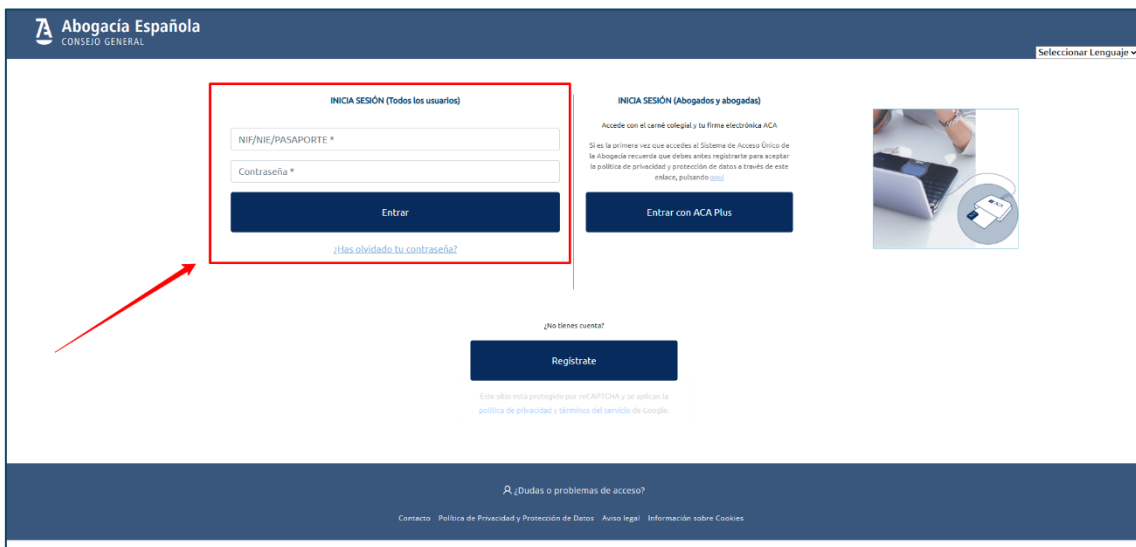 Abogacía Española
CONSEJO GENERAL
Seleccionar Lenguaje
INICIA SESIÓN (Todos los usuarios)
NIF/NIE/PASAPORTE *
Contraseña *
Entrar
¿Has olvidado tu contraseña?
INICIA SESIÓN (Abogados y abogadas)
Accede con el carné colegial y tu firma electrónica ACA
Si es la primera vez que accedes al Sistema de Acceso Único de
la Abogacía recuerda que debes antes registrarte para aceptar
la política de privacidad y protección de datos a través de este
enlace, pulsando aquí
Entrar con ACA Plus
ACA
¿No tienes cuenta?
Regístrate
Este sitio está protegido por reCAPTCHA y se aplican la
política de privacidad y términos del servicio de Google.
¿Dudas o problemas de acceso?
Contacto Política de Privacidad y Protección de Datos Aviso legal Información sobre Cookies